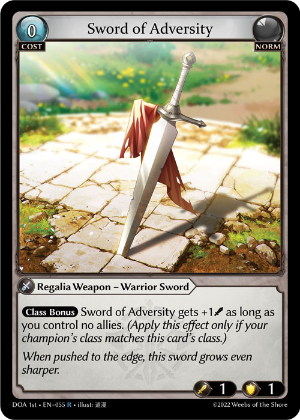 0
Sword of Adversity
COST
NORM
Regalia Weapon – Warrior Sword
Class Bonus Sword of Adversity gets +1 as long as
you control no allies. (Apply this effect only if your
champion's class matches this card's class.)
When pushed to the edge, this sword grows even
sharper.
1 1
DOA 1st • EN-055 R • illust: 道渡
©2022 Weebs of the Shore